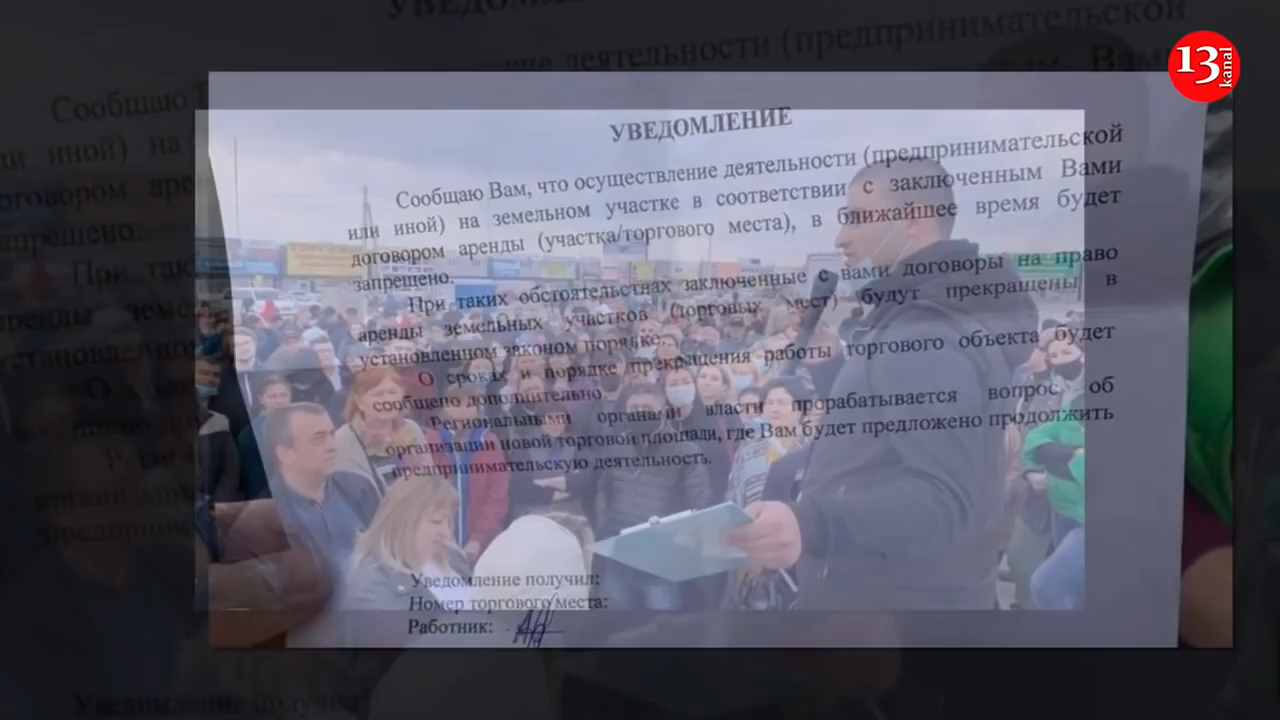 13 kanal
УВЕДОМЛЕНИЕ
Сообщаю Вам, что осуществление деятельности (предпринимательской
или иной) на земельном участке в соответствии с заключенным Вами
договором аренды (участка/торгового места), в ближайшее время будет
запрещено.
При таких обстоятельствах заключенные с вами договоры на право
аренды земельных участков (торговых мест) будут прекращены в
установленном законом порядке.
О сроках и порядке прекращения работы торгового объекта будет
сообщено дополнительно.
Региональными органами власти прорабатывается вопрос об
организации новой торговой площади, где Вам будет предложено продолжить
предпринимательскую деятельность.
Уведомление получил:
Номер торгового места:
Работник: